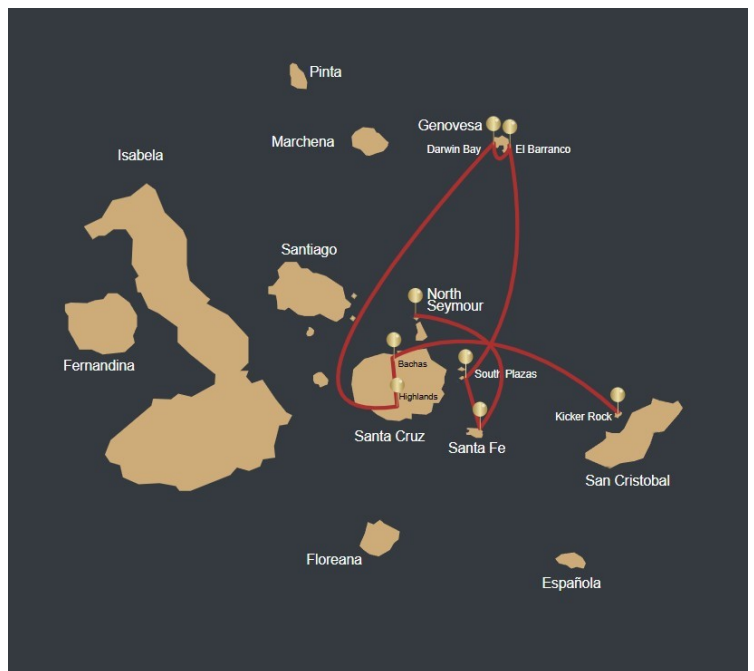 Pinta
Genovesa
Marchena
Darwin Bay
El Barranco
Isabela
Santiago
North
Seymour
Fernandina
Bachas
South Plazas
Highlands
Kicker Rock
Santa Cruz
Santa Fe
San Cristobal
Floreana
Española